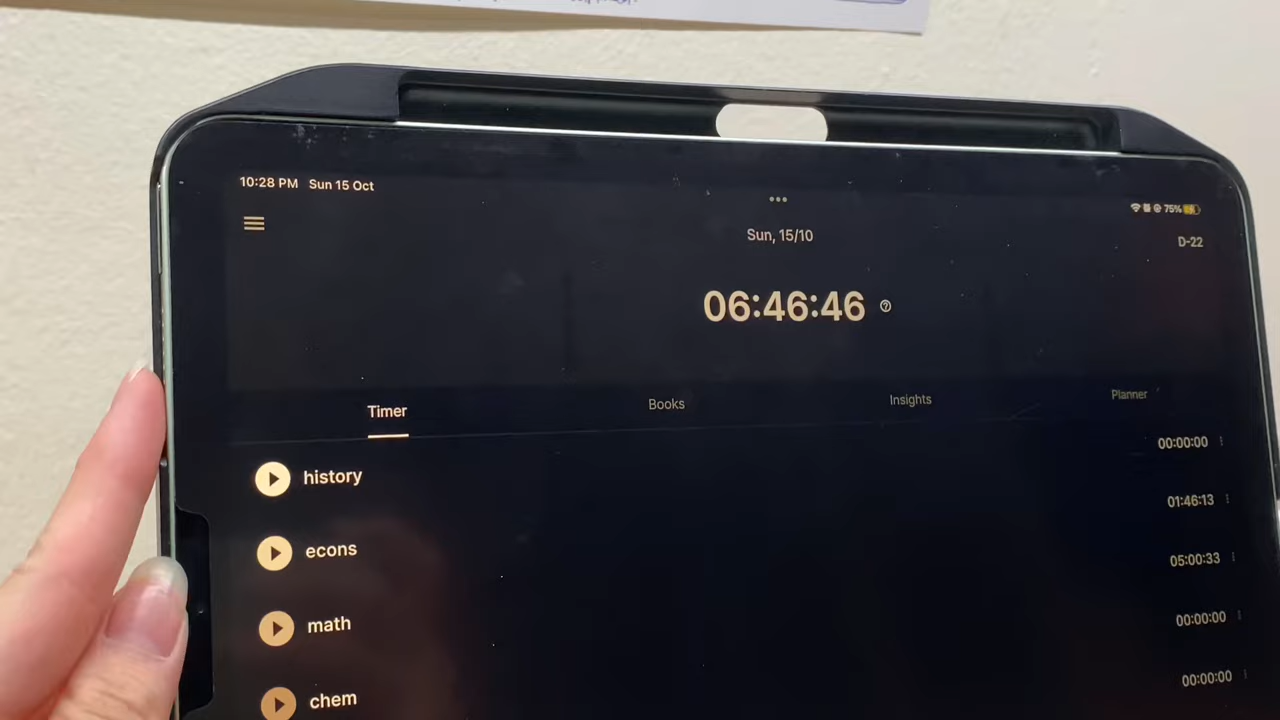 10:28 PM Sun 15 Oct
75%
Sun, 15/10
D-22
06:46:46
Timer Books Insights Planner
history 00:00:00
econs 01:46:13
math 05:00:33
chem 00:00:00
00:00:00